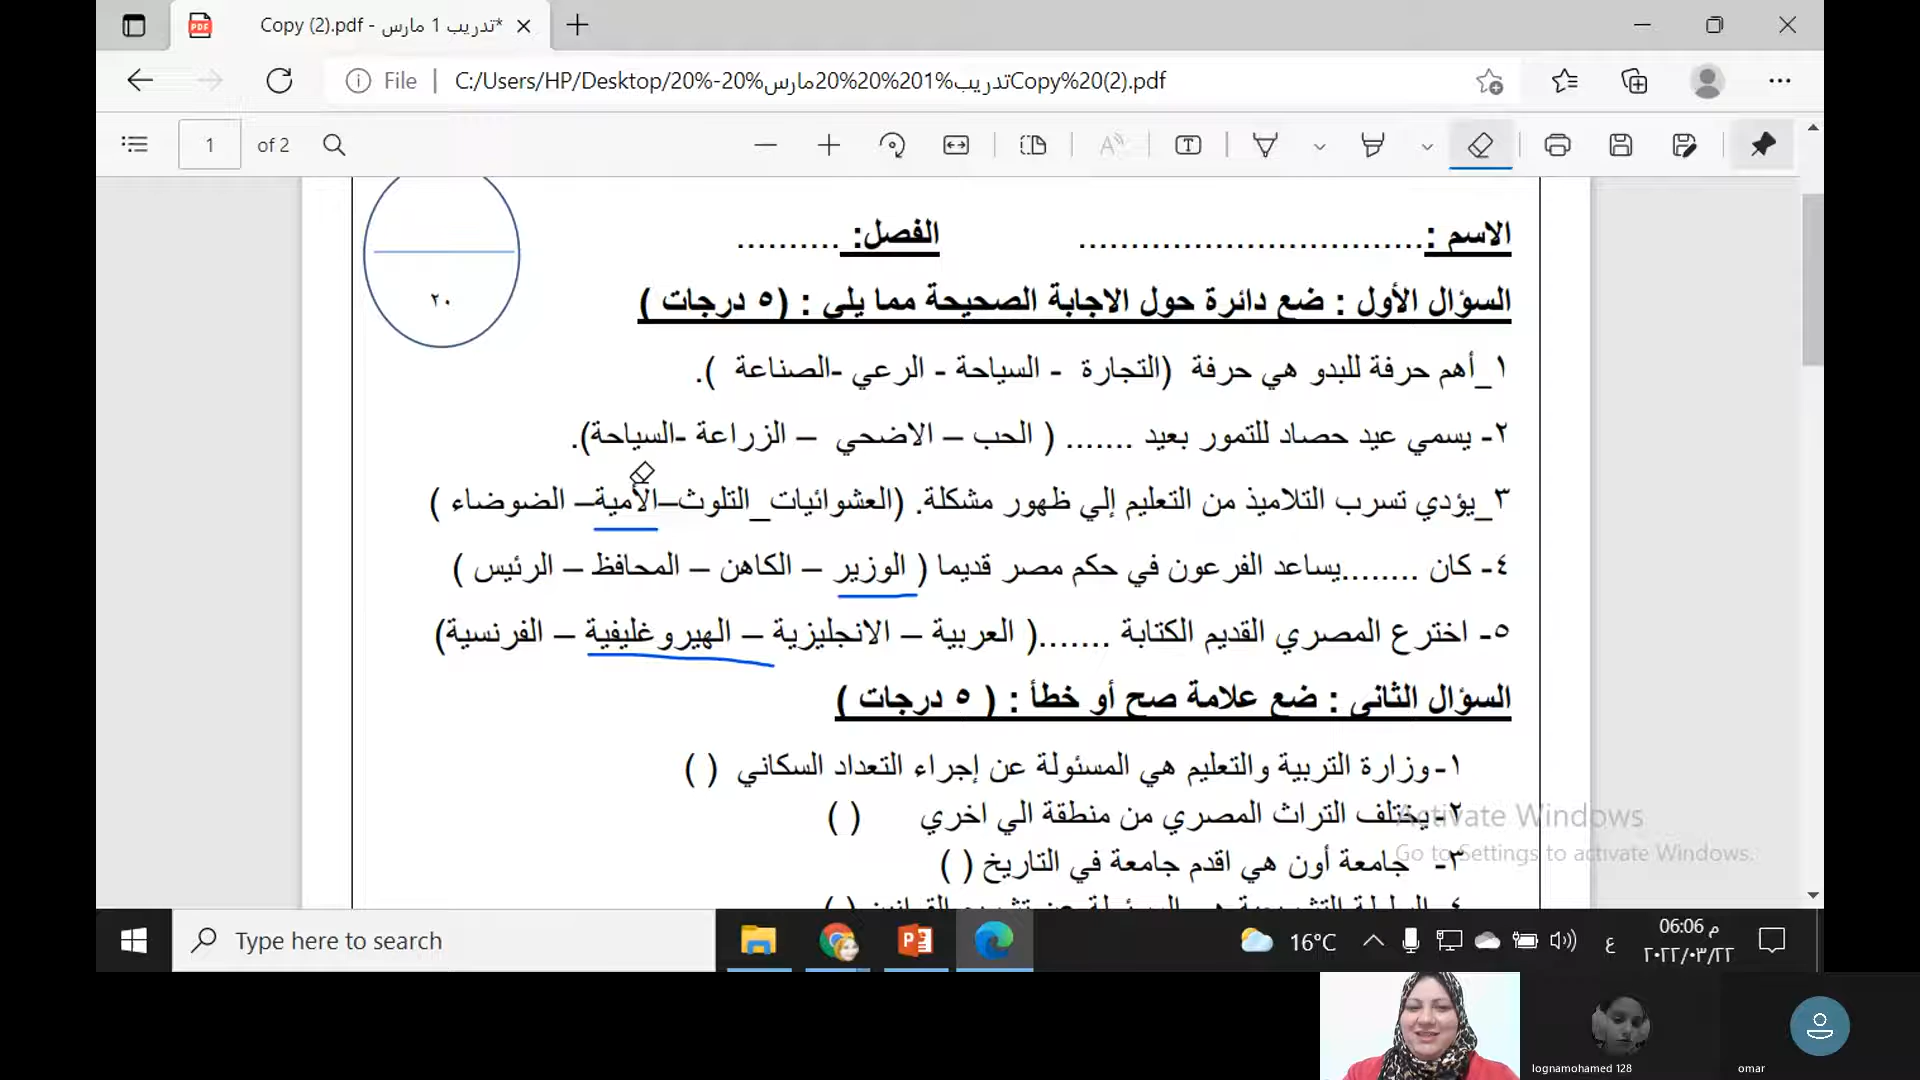 Copy (2).pdf - تدريب 1 مارس*
File
C:/Users/HP/Desktop/20%-20%تدريب%201%20%20مارسCopy%20(2).pdf
1 of 2
الاسم :................................ الفصل: ..........
٢٠
السؤال الأول : ضع دائرة حول الاجابة الصحيحة مما يلي : (٥ درجات )
١_أهم حرفة للبدو هي حرفة (التجارة - السياحة - الرعي -الصناعة ).
٢- يسمي عيد حصاد للتمور بعيد ....... ( الحب – الاضحي – الزراعة -السياحة).
٣_يؤدي تسرب التلاميذ من التعليم إلي ظهور مشكلة. (العشوائيات_التلوث–الأمية– الضوضاء )
٤- كان ........يساعد الفرعون في حكم مصر قديما ( الوزير – الكاهن – المحافظ – الرئيس )
٥- اخترع المصري القديم الكتابة .......( العربية – الانجليزية – الهيروغليفية – الفرنسية)
السؤال الثاني : ضع علامة صح أو خطأ : ( ٥ درجات )
١- وزارة التربية والتعليم هي المسئولة عن إجراء التعداد السكاني ( )
٢- يختلف التراث المصري من منطقة الي اخري ( )
٣- جامعة أون هي اقدم جامعة في التاريخ ( )
Activate Windows
Go to Settings to activate Windows.
Type here to search
16°C
ع
06:06 م
٢٠٢٢/٠٣/٢٢
lognamohamed 128
omar